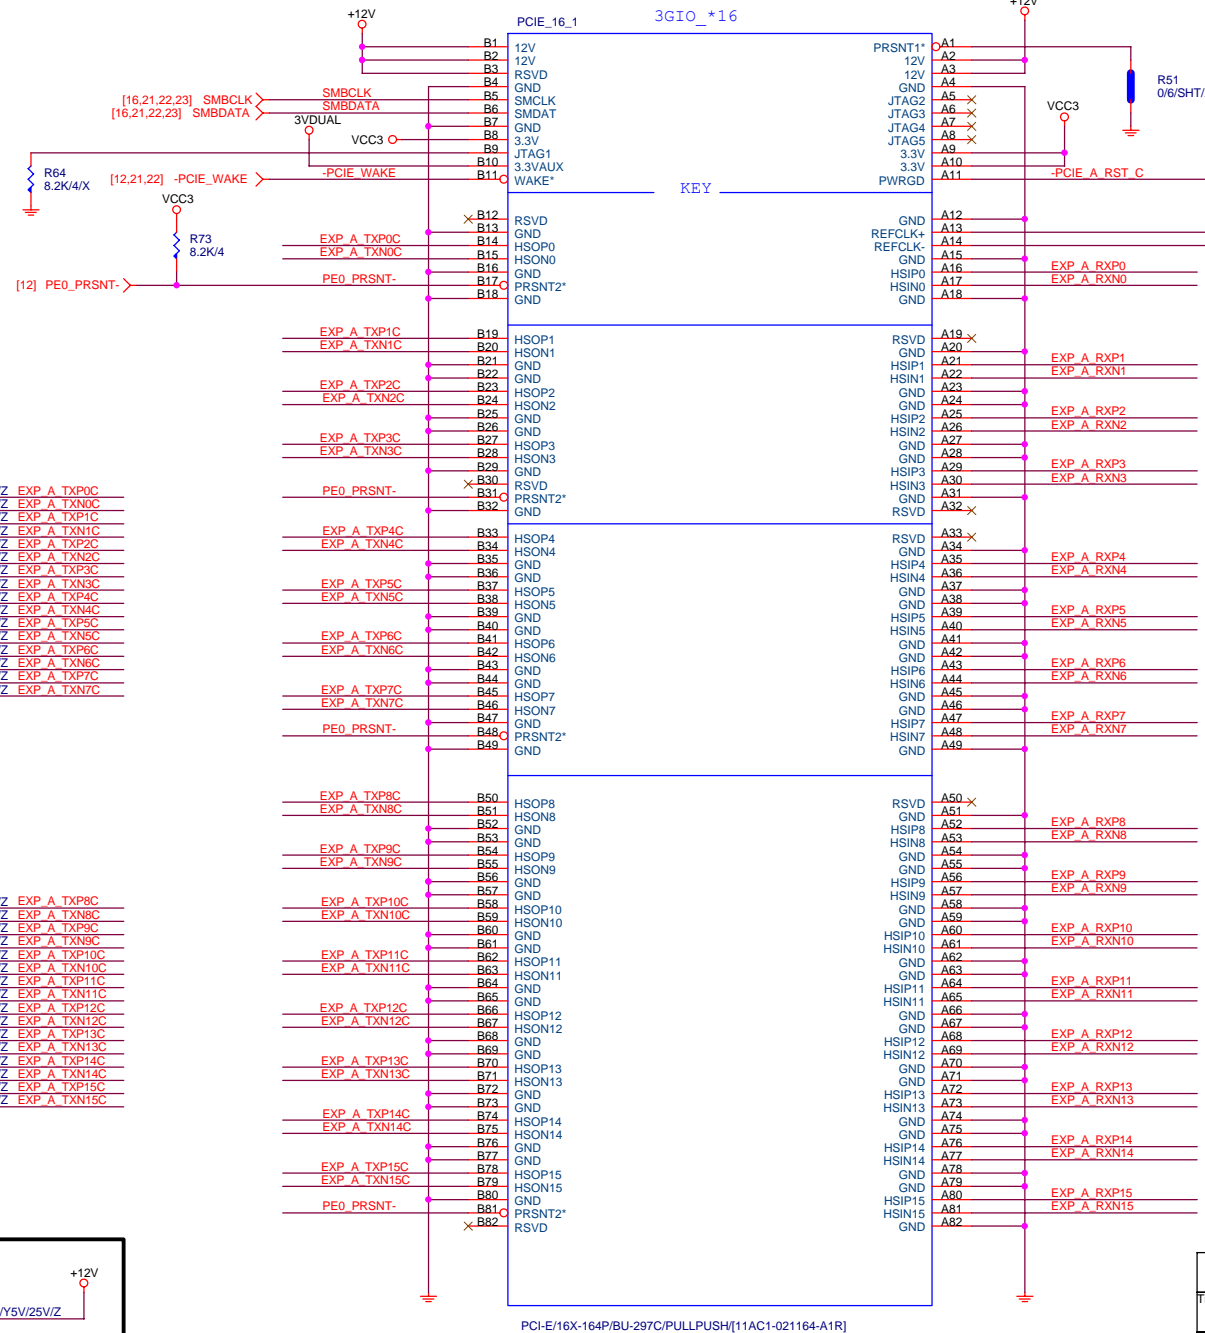 +12V
PCIE_16_1
3GIO_*16
+12V
B1 12V
B2 12V
B3 RSVD
B4 GND
[16,21,22,23] SMBCLK SMBCLK B5 SMCLK
[16,21,22,23] SMBDATA SMBDATA B6 SMDAT
3VDUAL B7 GND
VCC3 B8 3.3V
B9 JTAG1
B10 3.3VAUX
[12,21,22] -PCIE_WAKE -PCIE_WAKE B11 WAKE*
R64
8.2K/4/X
PRSNT1* A1
12V A2
12V A3
GND A4
JTAG2 A5
JTAG3 A6
JTAG4 A7
JTAG5 A8
3.3V A9
3.3V A10
PWRGD A11 -PCIE_A_RST_C
VCC3
R51
0/6/SHT/
KEY
VCC3
R73
8.2K/4
[12] PE0_PRSNT-
B12 RSVD
B13 GND
EXP_A_TXP0C B14 HSOP0
EXP_A_TXN0C B15 HSON0
B16 GND
PE0_PRSNT- B17 PRSNT2*
B18 GND
GND A12
REFCLK+ A13
REFCLK- A14
GND A15
HSIP0 A16 EXP_A_RXP0
HSIN0 A17 EXP_A_RXN0
GND A18
EXP_A_TXP1C B19 HSOP1
EXP_A_TXN1C B20 HSON1
B21 GND
B22 GND
EXP_A_TXP2C B23 HSOP2
EXP_A_TXN2C B24 HSON2
B25 GND
B26 GND
EXP_A_TXP3C B27 HSOP3
EXP_A_TXN3C B28 HSON3
B29 GND
B30 RSVD
PE0_PRSNT- B31 PRSNT2*
B32 GND
RSVD A19
GND A20
HSIP1 A21 EXP_A_RXP1
HSIN1 A22 EXP_A_RXN1
GND A23
GND A24
HSIP2 A25 EXP_A_RXP2
HSIN2 A26 EXP_A_RXN2
GND A27
GND A28
HSIP3 A29 EXP_A_RXP3
HSIN3 A30 EXP_A_RXN3
GND A31
RSVD A32
Z EXP_A_TXP0C
Z EXP_A_TXN0C
Z EXP_A_TXP1C
Z EXP_A_TXN1C
Z EXP_A_TXP2C
Z EXP_A_TXN2C
Z EXP_A_TXP3C
Z EXP_A_TXN3C
Z EXP_A_TXP4C
Z EXP_A_TXN4C
Z EXP_A_TXP5C
Z EXP_A_TXN5C
Z EXP_A_TXP6C
Z EXP_A_TXN6C
Z EXP_A_TXP7C
Z EXP_A_TXN7C
EXP_A_TXP4C B33 HSOP4
EXP_A_TXN4C B34 HSON4
B35 GND
B36 GND
EXP_A_TXP5C B37 HSOP5
EXP_A_TXN5C B38 HSON5
B39 GND
B40 GND
EXP_A_TXP6C B41 HSOP6
EXP_A_TXN6C B42 HSON6
B43 GND
B44 GND
EXP_A_TXP7C B45 HSOP7
EXP_A_TXN7C B46 HSON7
B47 GND
PE0_PRSNT- B48 PRSNT2*
B49 GND
RSVD A33
GND A34
HSIP4 A35 EXP_A_RXP4
HSIN4 A36 EXP_A_RXN4
GND A37
GND A38
HSIP5 A39 EXP_A_RXP5
HSIN5 A40 EXP_A_RXN5
GND A41
GND A42
HSIP6 A43 EXP_A_RXP6
HSIN6 A44 EXP_A_RXN6
GND A45
GND A46
HSIP7 A47 EXP_A_RXP7
HSIN7 A48 EXP_A_RXN7
GND A49
EXP_A_TXP8C B50 HSOP8
EXP_A_TXN8C B51 HSON8
B52 GND
B53 GND
EXP_A_TXP9C B54 HSOP9
EXP_A_TXN9C B55 HSON9
B56 GND
B57 GND
EXP_A_TXP10C B58 HSOP10
EXP_A_TXN10C B59 HSON10
B60 GND
B61 GND
EXP_A_TXP11C B62 HSOP11
EXP_A_TXN11C B63 HSON11
B64 GND
B65 GND
EXP_A_TXP12C B66 HSOP12
EXP_A_TXN12C B67 HSON12
B68 GND
B69 GND
EXP_A_TXP13C B70 HSOP13
EXP_A_TXN13C B71 HSON13
B72 GND
B73 GND
EXP_A_TXP14C B74 HSOP14
EXP_A_TXN14C B75 HSON14
B76 GND
B77 GND
EXP_A_TXP15C B78 HSOP15
EXP_A_TXN15C B79 HSON15
B80 GND
PE0_PRSNT- B81 PRSNT2*
B82 RSVD
RSVD A50
GND A51
HSIP8 A52 EXP_A_RXP8
HSIN8 A53 EXP_A_RXN8
GND A54
GND A55
HSIP9 A56 EXP_A_RXP9
HSIN9 A57 EXP_A_RXN9
GND A58
GND A59
HSIP10 A60 EXP_A_RXP10
HSIN10 A61 EXP_A_RXN10
GND A62
GND A63
HSIP11 A64 EXP_A_RXP11
HSIN11 A65 EXP_A_RXN11
GND A66
GND A67
HSIP12 A68 EXP_A_RXP12
HSIN12 A69 EXP_A_RXN12
GND A70
GND A71
HSIP13 A72 EXP_A_RXP13
HSIN13 A73 EXP_A_RXN13
GND A74
GND A75
HSIP14 A76 EXP_A_RXP14
HSIN14 A77 EXP_A_RXN14
GND A78
GND A79
HSIP15 A80 EXP_A_RXP15
HSIN15 A81 EXP_A_RXN15
GND A82
Z EXP_A_TXP8C
Z EXP_A_TXN8C
Z EXP_A_TXP9C
Z EXP_A_TXN9C
Z EXP_A_TXP10C
Z EXP_A_TXN10C
Z EXP_A_TXP11C
Z EXP_A_TXN11C
Z EXP_A_TXP12C
Z EXP_A_TXN12C
Z EXP_A_TXP13C
Z EXP_A_TXN13C
Z EXP_A_TXP14C
Z EXP_A_TXN14C
Z EXP_A_TXP15C
Z EXP_A_TXN15C
+12V
/Y5V/25V/Z
PCI-E/16X-164P/BU-297C/PULLPUSH/[11AC1-021164-A1R]